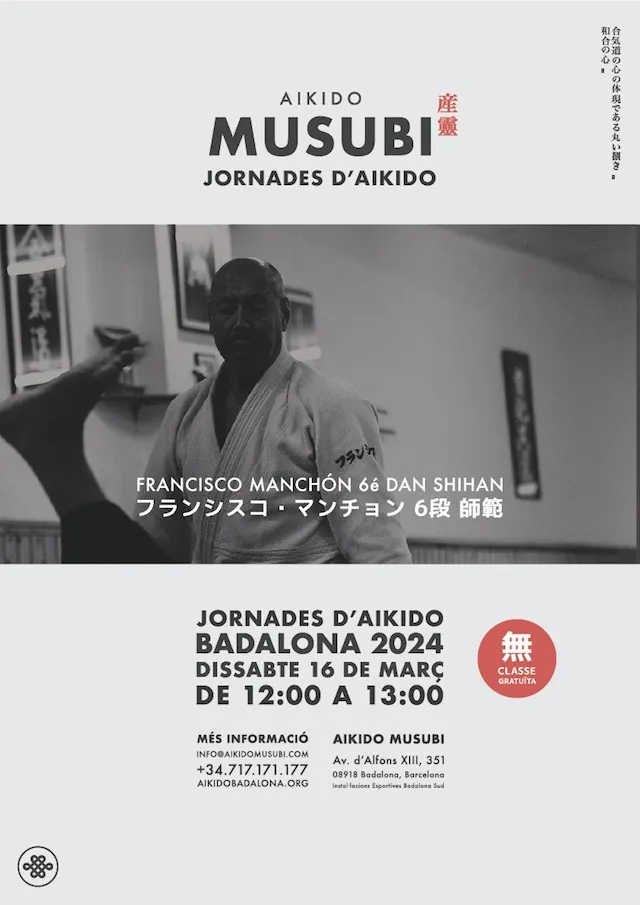 合気道の心の体現である丸い捌き。
和合の心。
AIKIDO
MUSUBI
産靈
JORNADES D’AIKIDO
フランシ
FRANCISCO MANCHÓN 6é DAN SHIHAN
フランシスコ・マンチョン 6段 師範
JORNADES D’AIKIDO
BADALONA 2024
DISSABTE 16 DE MARÇ
DE 12:00 A 13:00
無
CLASSE
GRATUÏTA
MÉS INFORMACIÓ
INFO@AIKIDOMUSUBI.COM
+34.717.171.177
AIKIDOBADALONA.ORG
AIKIDO MUSUBI
Av. d’Alfons XIII, 351
08918 Badalona, Barcelona
Instal·lacions Esportives Badalona Sud